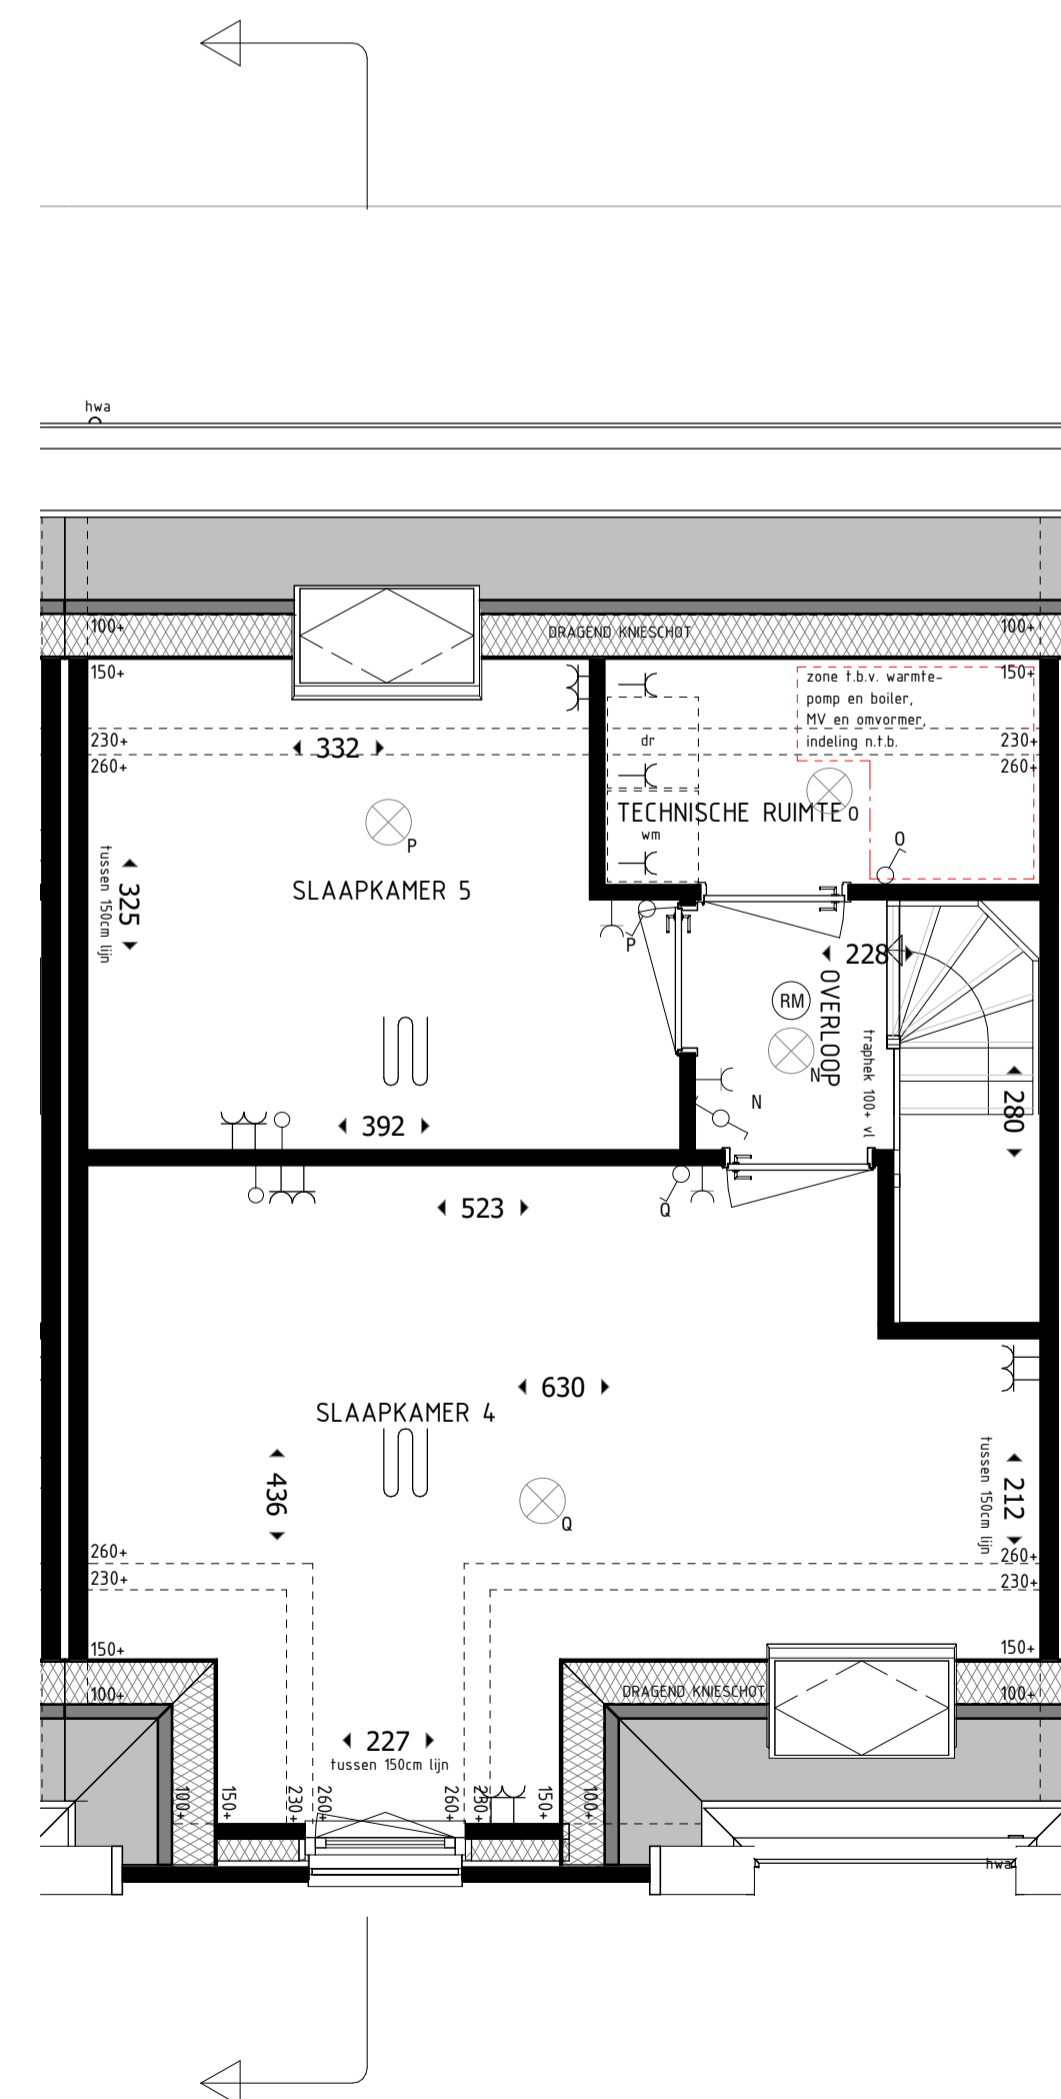 hwa
100+
DRAGEND KNIESCHOT
100+
150+
zone t.b.v. warmte-
pomp en boiler,
MV en omvormer,
indeling n.t.b.
150+
230+
332
dr
230+
260+
260+
TECHNISCHE RUIMTE O
P
wm
O
325
tussen 150cm lijn
SLAAPKAMER 5
P
228
RM
OVERLOOP
N
traphek 100+ vl
N
280
392
523
Q
630
SLAAPKAMER 4
436
Q
212
tussen 150cm lijn
260+
260+
230+
230+
150+
150+
100+
DRAGEND KNIESCHOT
100+
227
tussen 150cm lijn
100+
150+
230+
260+
260+
230+
150+
100+
hwa